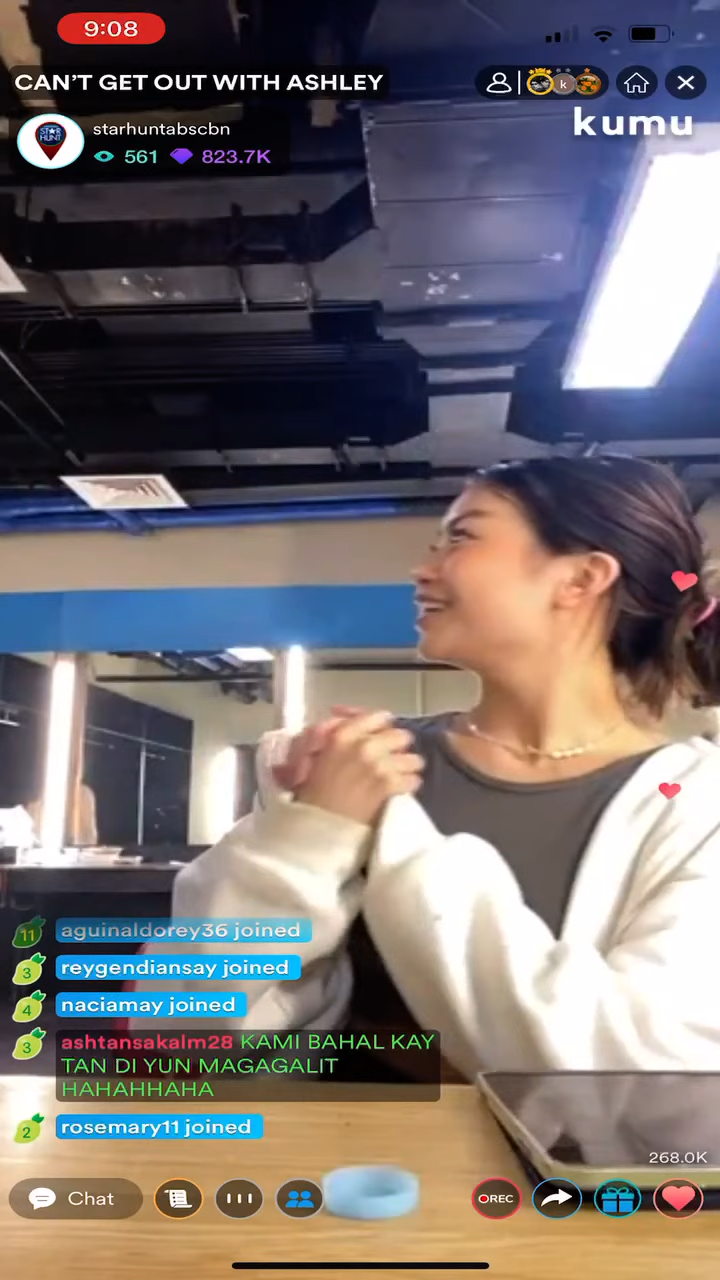 9:08
CAN'T GET OUT WITH ASHLEY
k
kumu
STAR
HUNT
starhuntabscbn
561
823.7K
11
aguinaldorey36 joined
3
reygendiansay joined
4
naciamay joined
3
ashtansakalm28 KAMI BAHAL KAY
TAN DI YUN MAGAGALIT
HAHAHHAHA
2
rosemary11 joined
268.0K
Chat
REC